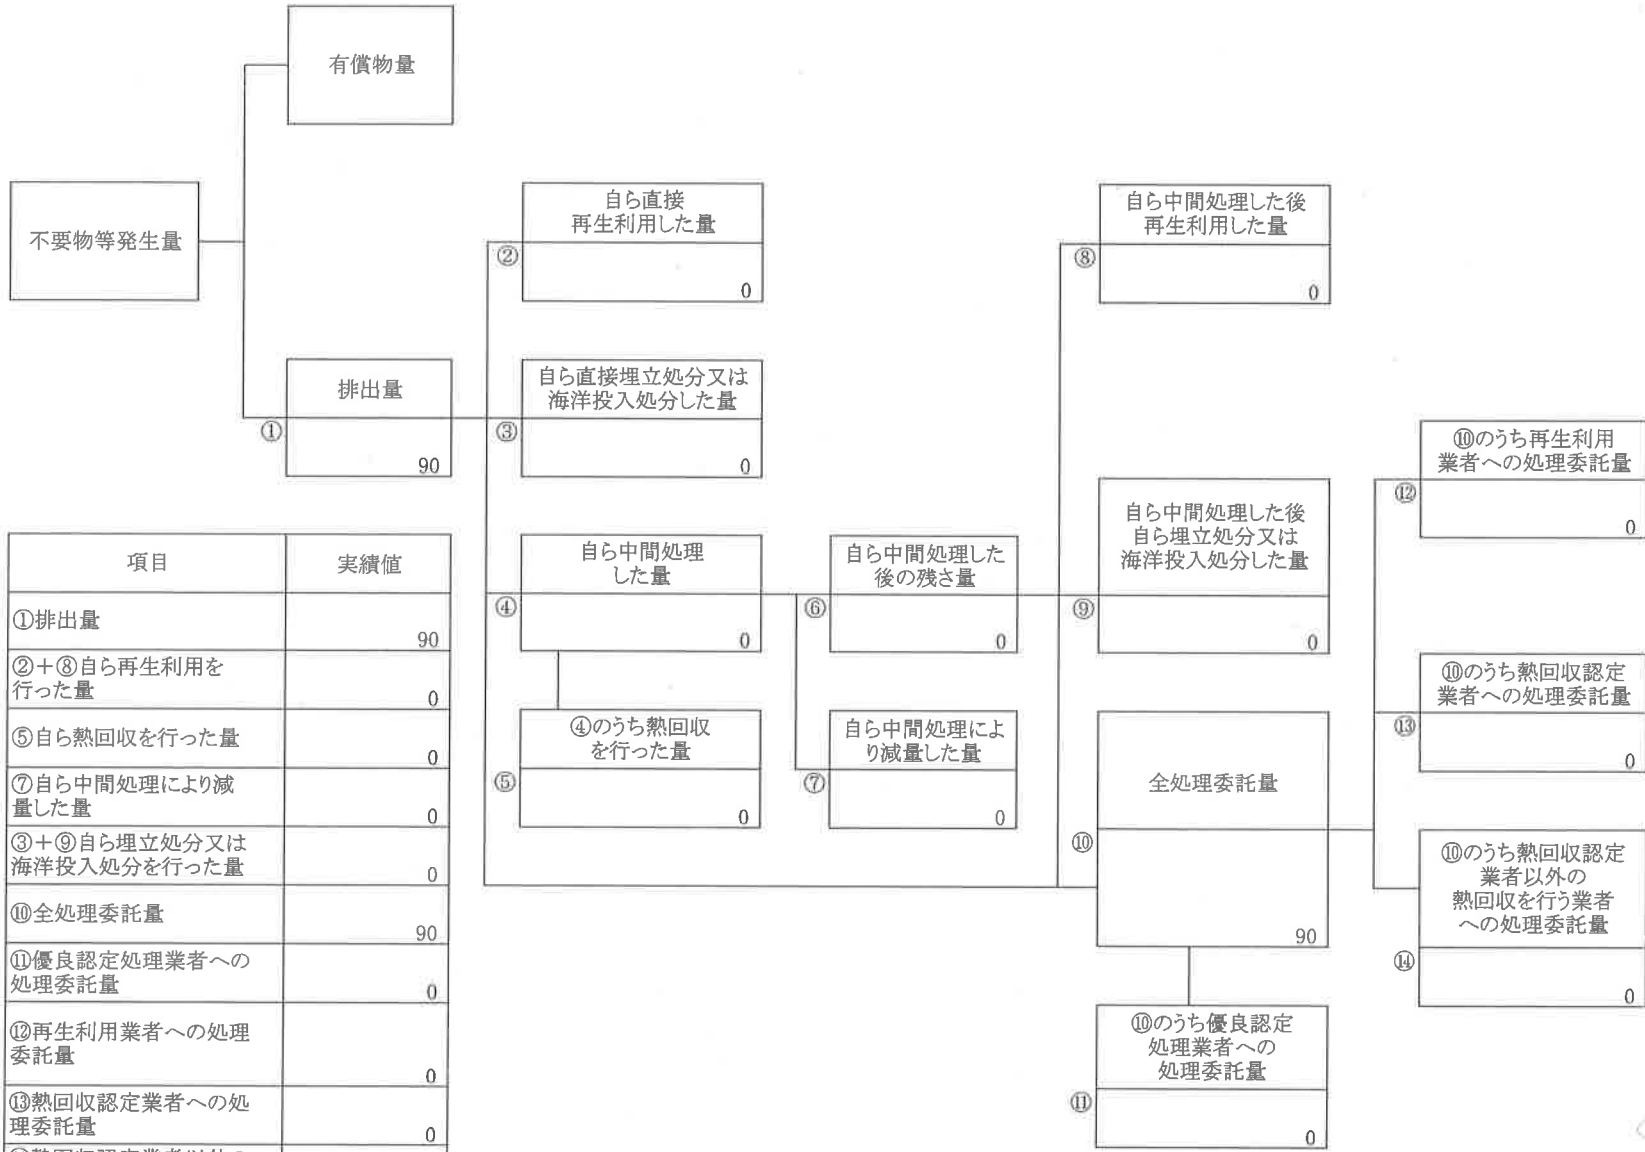 有償物量
不要物等発生量
排出量
①
90
自ら直接
再生利用した量
②
0
自ら直接埋立処分又は
海洋投入処分した量
③
0
自ら中間処理
した量
④
0
④のうち熱回収
を行った量
⑤
0
自ら中間処理した
後の残さ量
⑥
0
自ら中間処理によ
り減量した量
⑦
0
自ら中間処理した後
再生利用した量
⑧
0
自ら中間処理した後
自ら埋立処分又は
海洋投入処分した量
⑨
0
全処理委託量
⑩
90
⑩のうち優良認定
処理業者への
処理委託量
⑪
0
⑩のうち再生利用
業者への処理委託量
⑫
0
⑩のうち熱回収認定
業者への処理委託量
⑬
0
⑩のうち熱回収認定
業者以外の
熱回収を行う業者
への処理委託量
⑭
0
項目 実績値
①排出量
90
②＋⑧自ら再生利用を
行った量
0
⑤自ら熱回収を行った量
0
⑦自ら中間処理により減
量した量
0
③＋⑨自ら埋立処分又は
海洋投入処分を行った量
0
⑩全処理委託量
90
⑪優良認定処理業者への
処理委託量
0
⑫再生利用業者への処理
委託量
0
⑬熱回収認定業者への処
理委託量
0